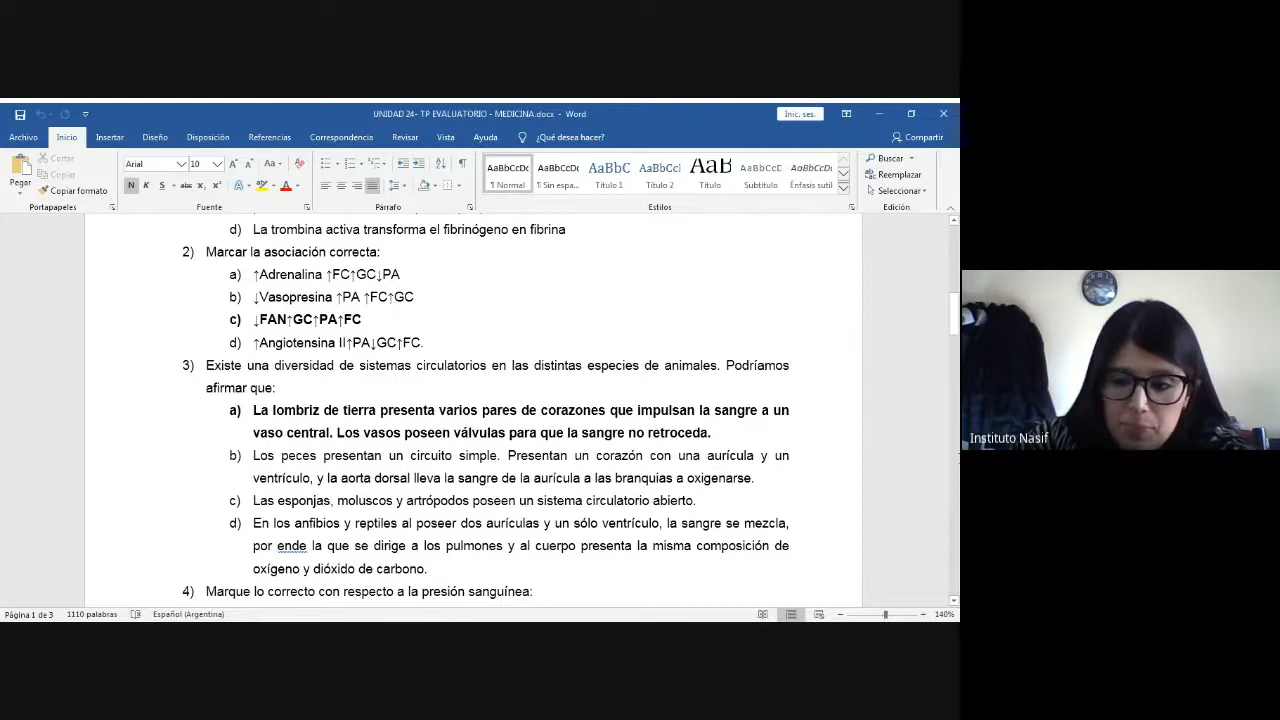 UNIDAD 24- TP EVALUATORIO - MEDICINA.docx - Word
Inic. ses.
Archivo Inicio Insertar Diseño Disposición Referencias Correspondencia Revisar Vista Ayuda ¿Qué desea hacer? Compartir
Pegar
Cortar
Copiar
Copiar formato
Arial 10
N K S abc x₂ x²
AaBbCcDc AaBbCcDc AaBbC AaBbCcI AaB AaBbCcD AaBbCcDc
¶ Normal ¶ Sin espa... Título 1 Título 2 Título Subtítulo Énfasis sutil
Buscar
Reemplazar
Seleccionar
Portapapeles Fuente Párrafo Estilos Edición
d) La trombina activa transforma el fibrinógeno en fibrina
2) Marcar la asociación correcta:
a) ↑Adrenalina ↑FC↑GC↓PA
b) ↓Vasopresina ↑PA ↑FC↑GC
c) ↓FAN↑GC↑PA↑FC
d) ↑Angiotensina II↑PA↓GC↑FC.
3) Existe una diversidad de sistemas circulatorios en las distintas especies de animales. Podríamos
afirmar que:
a) La lombriz de tierra presenta varios pares de corazones que impulsan la sangre a un
vaso central. Los vasos poseen válvulas para que la sangre no retroceda.
b) Los peces presentan un circuito simple. Presentan un corazón con una aurícula y un
ventrículo, y la aorta dorsal lleva la sangre de la aurícula a las branquias a oxigenarse.
c) Las esponjas, moluscos y artrópodos poseen un sistema circulatorio abierto.
d) En los anfibios y reptiles al poseer dos aurículas y un sólo ventrículo, la sangre se mezcla,
por ende la que se dirige a los pulmones y al cuerpo presenta la misma composición de
oxígeno y dióxido de carbono.
4) Marque lo correcto con respecto a la presión sanguínea:
Página 1 de 3 1110 palabras Español (Argentina) 140%
Instituto Nasif